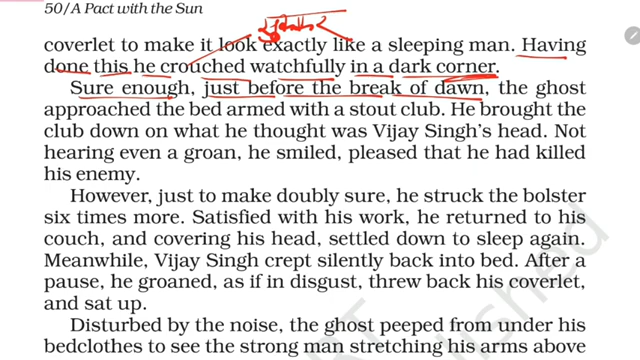 50/A Pact with the Sun
coverlet to make it look exactly like a sleeping man. Having
done this he crouched watchfully in a dark corner.
Sure enough, just before the break of dawn, the ghost
approached the bed armed with a stout club. He brought the
club down on what he thought was Vijay Singh's head. Not
hearing even a groan, he smiled, pleased that he had killed
his enemy.
However, just to make doubly sure, he struck the bolster
six times more. Satisfied with his work, he returned to his
couch, and covering his head, settled down to sleep again.
Meanwhile, Vijay Singh crept silently back into bed. After a
pause, he groaned, as if in disgust, threw back his coverlet,
and sat up.
Disturbed by the noise, the ghost peeped from under his
bedclothes to see the strong man stretching his arms above